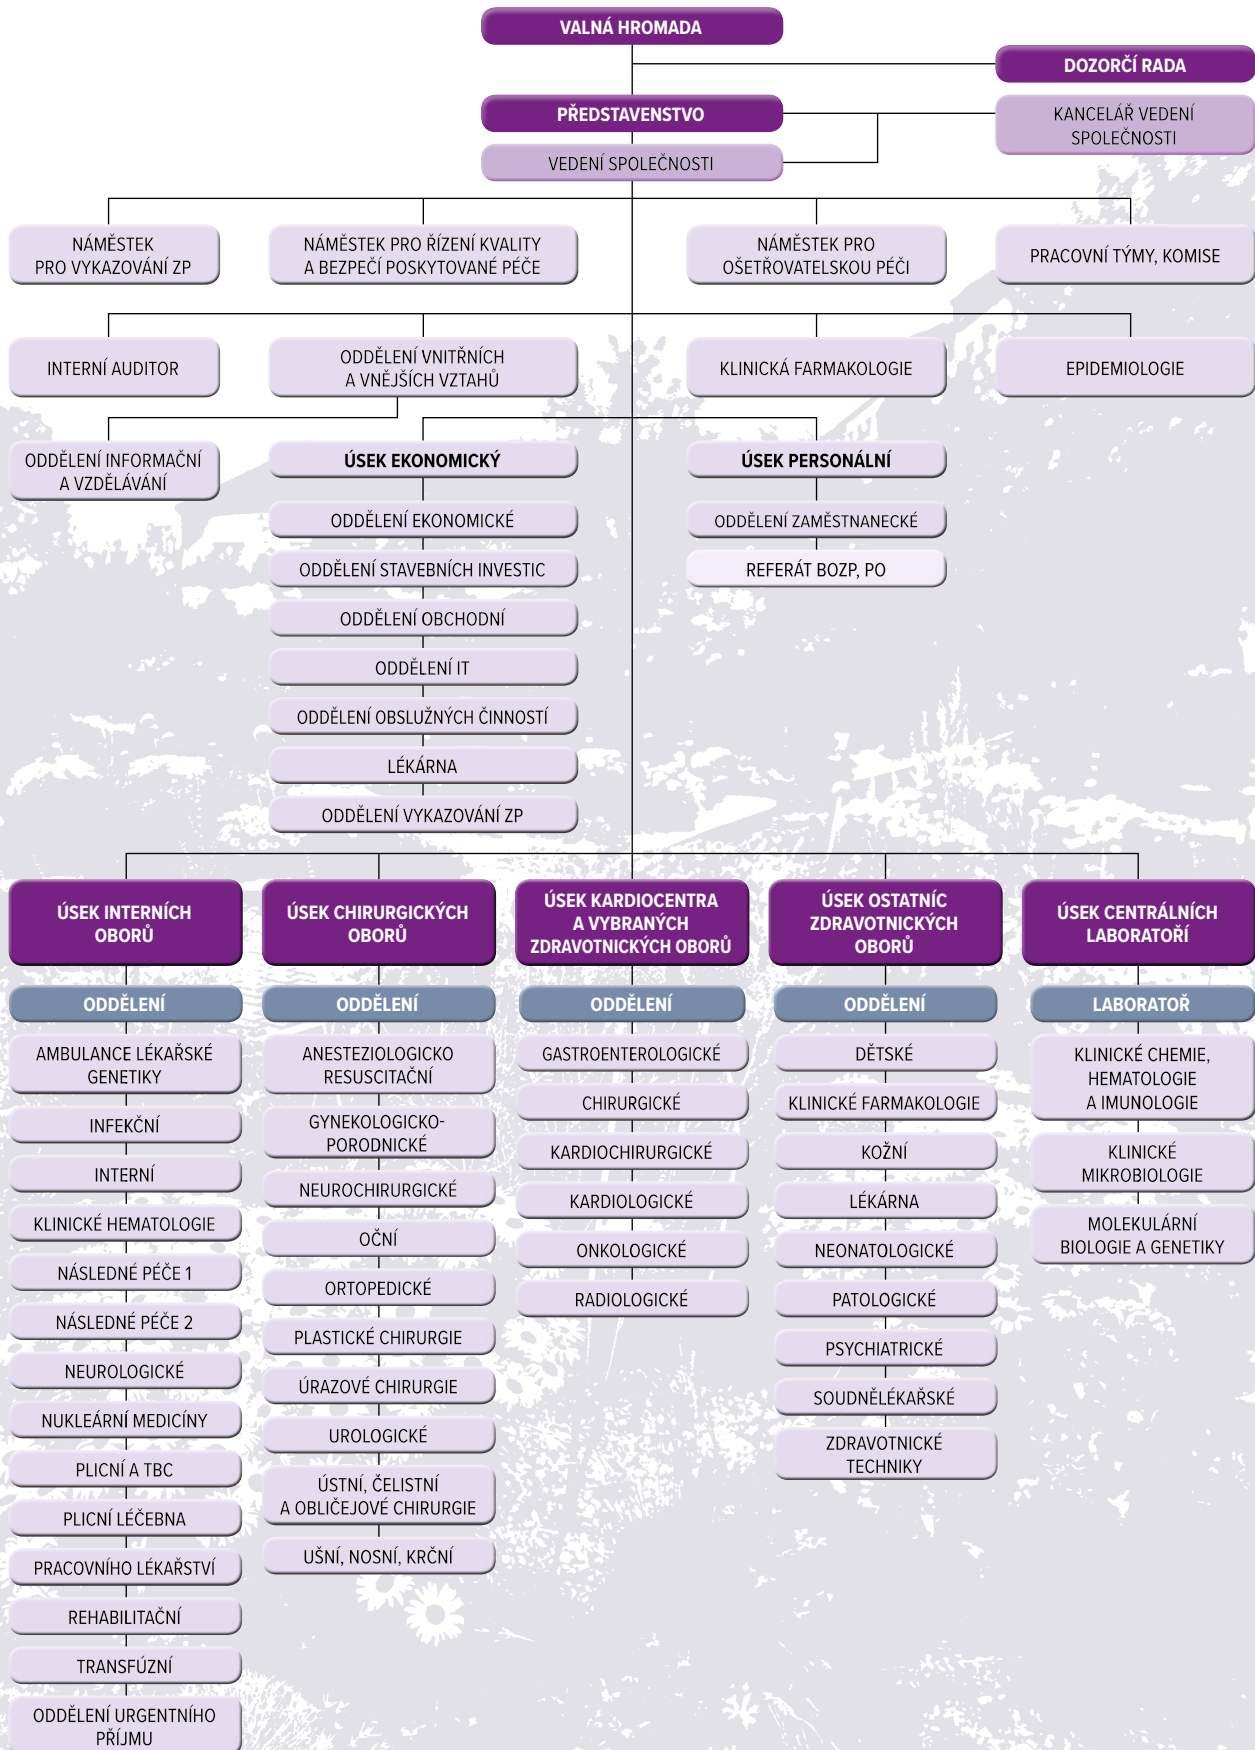 VALNÁ HROMADA
DOZORČÍ RADA
PŘEDSTAVENSTVO
KANCELÁŘ VEDENÍ
SPOLEČNOSTI
VEDENÍ SPOLEČNOSTI
NÁMĚSTEK
PRO VYKAZOVÁNÍ ZP
NÁMĚSTEK PRO ŘÍZENÍ KVALITY
A BEZPEČÍ POSKYTOVANÉ PÉČE
NÁMĚSTEK PRO
OŠETŘOVATELSKOU PÉČI
PRACOVNÍ TÝMY, KOMISE
INTERNÍ AUDITOR
ODDĚLENÍ VNITŘNÍCH
A VNĚJŠÍCH VZTAHŮ
KLINICKÁ FARMAKOLOGIE
EPIDEMIOLOGIE
ODDĚLENÍ INFORMAČNÍ
A VZDĚLÁVÁNÍ
ÚSEK EKONOMICKÝ
ODDĚLENÍ EKONOMICKÉ
ODDĚLENÍ STAVEBNÍCH INVESTIC
ODDĚLENÍ OBCHODNÍ
ODDĚLENÍ IT
ODDĚLENÍ OBSLUŽNÝCH ČINNOSTÍ
LÉKÁRNA
ODDĚLENÍ VYKAZOVÁNÍ ZP
ÚSEK PERSONÁLNÍ
ODDĚLENÍ ZAMĚSTNANECKÉ
REFERÁT BOZP, PO
ÚSEK INTERNÍCH
OBORŮ
ODDĚLENÍ
AMBULANCE LÉKAŘSKÉ
GENETIKY
INFEKČNÍ
INTERNÍ
KLINICKÉ HEMATOLOGIE
NÁSLEDNÉ PÉČE 1
NÁSLEDNÉ PÉČE 2
NEUROLOGICKÉ
NUKLEÁRNÍ MEDICÍNY
PLICNÍ A TBC
PLICNÍ LÉČEBNA
PRACOVNÍHO LÉKAŘSTVÍ
REHABILITAČNÍ
TRANSFÚZNÍ
ODDĚLENÍ URGENTNÍHO
PŘÍJMU
ÚSEK CHIRURGICKÝCH
OBORŮ
ODDĚLENÍ
ANESTEZIOLOGICKO
RESUSCITAČNÍ
GYNEKOLOGICKO-
PORODNICKÉ
NEUROCHIRURGICKÉ
OČNÍ
ORTOPEDICKÉ
PLASTICKÉ CHIRURGIE
ÚRAZOVÉ CHIRURGIE
UROLOGICKÉ
ÚSTNÍ, ČELISTNÍ
A OBLIČEJOVÉ CHIRURGIE
UŠNÍ, NOSNÍ, KRČNÍ
ÚSEK KARDIOCENTRA
A VYBRANÝCH
ZDRAVOTNICKÝCH OBORŮ
ODDĚLENÍ
GASTROENTEROLOGICKÉ
CHIRURGICKÉ
KARDIOCHIRURGICKÉ
KARDIOLOGICKÉ
ONKOLOGICKÉ
RADIOLOGICKÉ
ÚSEK OSTATNÍC
ZDRAVOTNICKÝCH
OBORŮ
ODDĚLENÍ
DĚTSKÉ
KLINICKÉ FARMAKOLOGIE
KOŽNÍ
LÉKÁRNA
NEONATOLOGICKÉ
PATOLOGICKÉ
PSYCHIATRICKÉ
SOUDNĚLÉKAŘSKÉ
ZDRAVOTNICKÉ
TECHNIKY
ÚSEK CENTRÁLNÍCH
LABORATOŘÍ
LABORATOŘ
KLINICKÉ CHEMIE,
HEMATOLOGIE
A IMUNOLOGIE
KLINICKÉ
MIKROBIOLOGIE
MOLEKULÁRNÍ
BIOLOGIE A GENETIKY